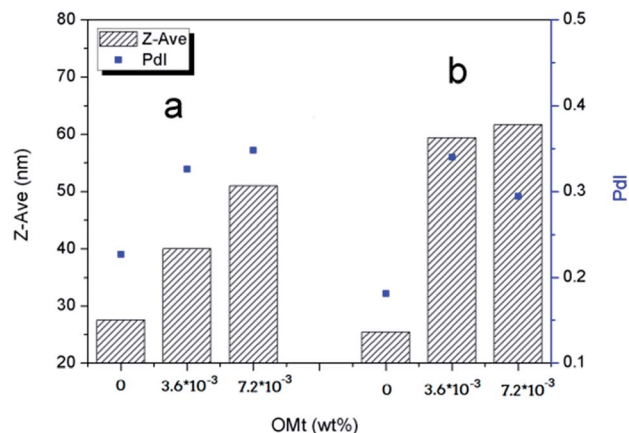 80
70
60
50
40
30
20
Z-Ave (nm)
Z-Ave
PdI
a
b
0.5
0.4
0.3
0.2
0.1
PdI
0 3.6*10⁻³ 7.2*10⁻³ 0 3.6*10⁻³ 7.2*10⁻³
OMt (wt%)